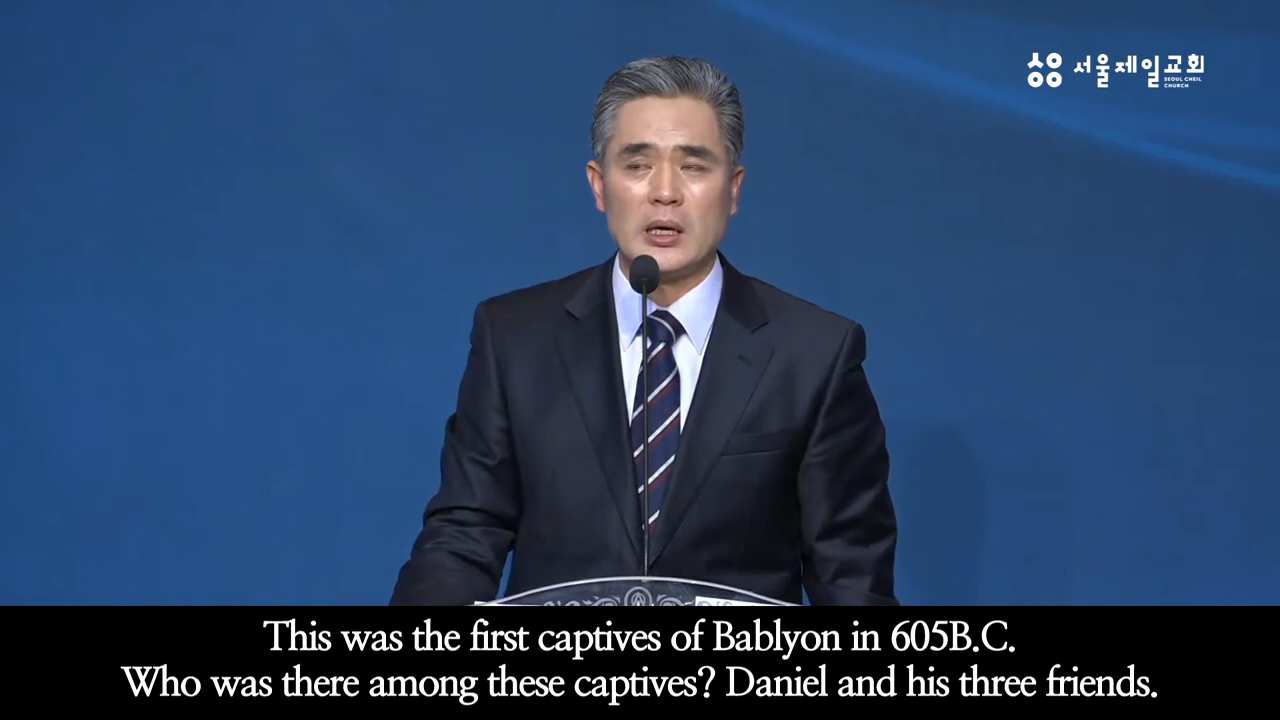 서울제일교회
SEOUL CHEIL
CHURCH
This was the first captives of Bablyon in 605B.C.
Who was there among these captives? Daniel and his three friends.